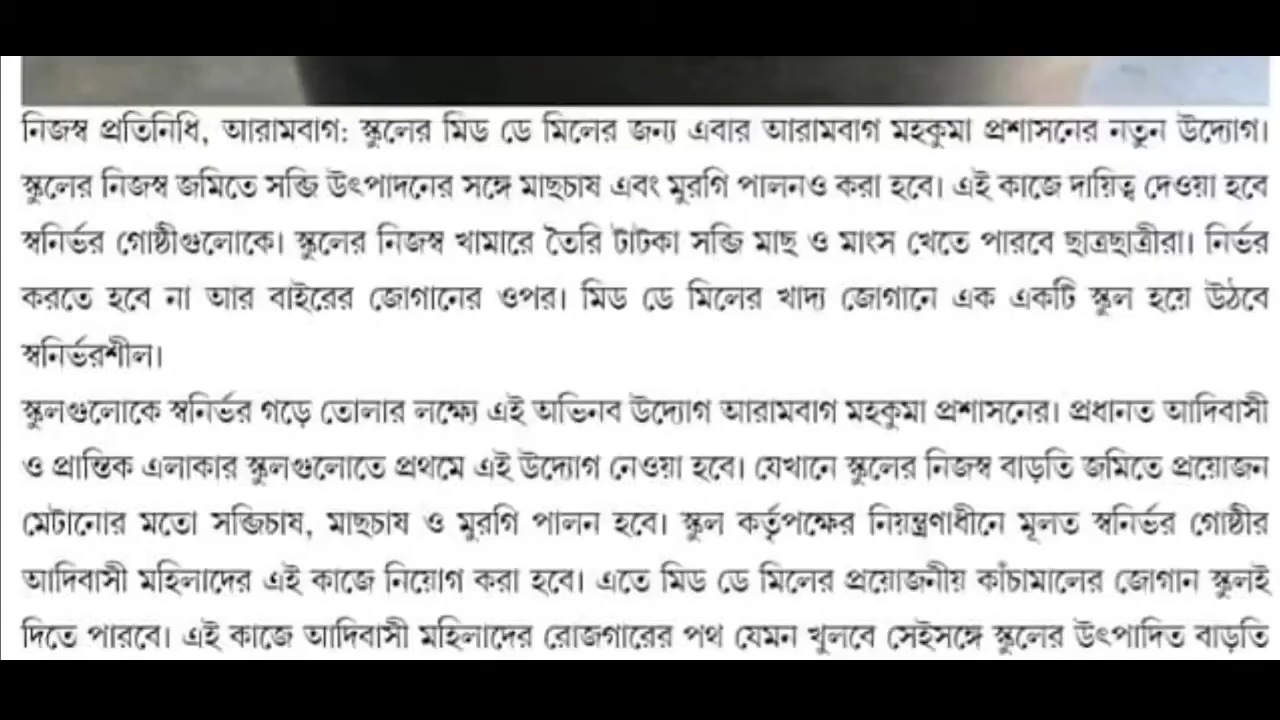 নিজস্ব প্রতিনিধি, আরামবাগ: স্কুলের মিড ডে মিলের জন্য এবার আরামবাগ মহকুমা প্রশাসনের নতুন উদ্যোগ।
স্কুলের নিজস্ব জমিতে সব্জি উৎপাদনের সঙ্গে মাছচাষ এবং মুরগি পালনও করা হবে। এই কাজে দায়িত্ব দেওয়া হবে
স্বনির্ভর গোষ্ঠীগুলোকে। স্কুলের নিজস্ব খামারে তৈরি টাটকা সব্জি মাছ ও মাংস খেতে পারবে ছাত্রছাত্রীরা। নির্ভর
করতে হবে না আর বাইরের জোগানের ওপর। মিড ডে মিলের খাদ্য জোগানে এক একটি স্কুল হয়ে উঠবে
স্বনির্ভরশীল।
স্কুলগুলোকে স্বনির্ভর গড়ে তোলার লক্ষ্যে এই অভিনব উদ্যোগ আরামবাগ মহকুমা প্রশাসনের। প্রধানত আদিবাসী
ও প্রান্তিক এলাকার স্কুলগুলোতে প্রথমে এই উদ্যোগ নেওয়া হবে। যেখানে স্কুলের নিজস্ব বাড়তি জমিতে প্রয়োজন
মেটানোর মতো সব্জিচাষ, মাছচাষ ও মুরগি পালন হবে। স্কুল কর্তৃপক্ষের নিয়ন্ত্রণাধীনে মূলত স্বনির্ভর গোষ্ঠীর
আদিবাসী মহিলাদের এই কাজে নিয়োগ করা হবে। এতে মিড ডে মিলের প্রয়োজনীয় কাঁচামালের জোগান স্কুলই
দিতে পারবে। এই কাজে আদিবাসী মহিলাদের রোজগারের পথ যেমন খুলবে সেইসঙ্গে স্কুলের উৎপাদিত বাড়তি